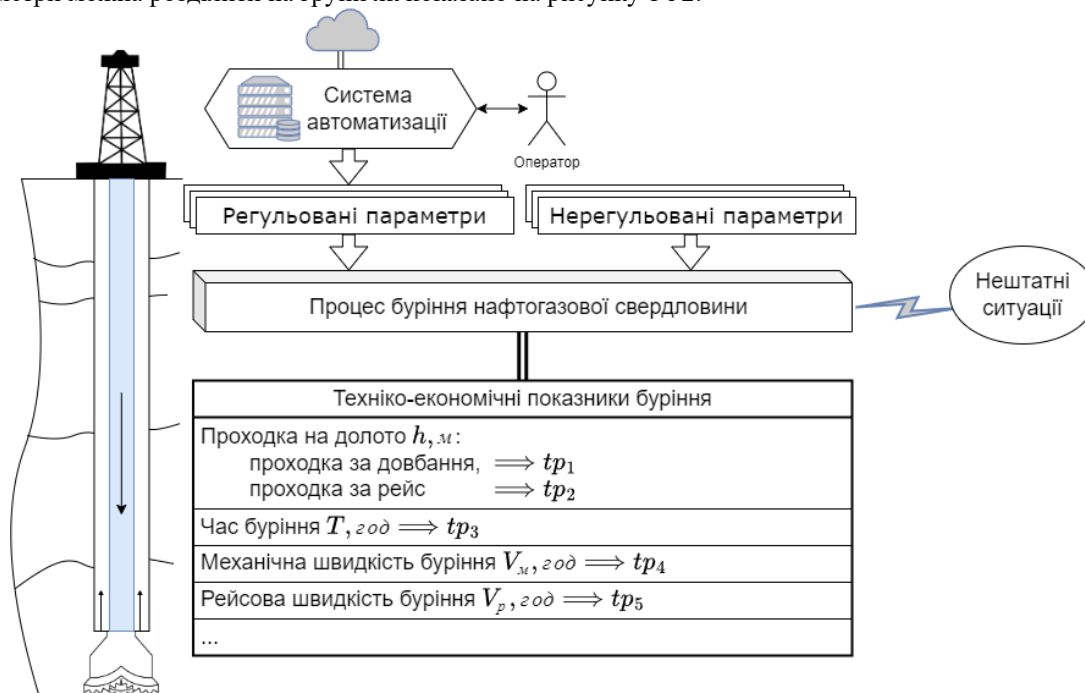 Система
автоматизації
Оператор
Регульовані параметри
Нерегульовані параметри
Процес буріння нафтогазової свердловини
Нештатні
ситуації
Техніко-економічні показники буріння
Проходка на долото h, м:
проходка за довбання, ⟹ tp₁
проходка за рейс ⟹ tp₂
Час буріння T, год ⟹ tp₃
Механічна швидкість буріння Vм, год ⟹ tp₄
Рейсова швидкість буріння Vр, год ⟹ tp₅
...